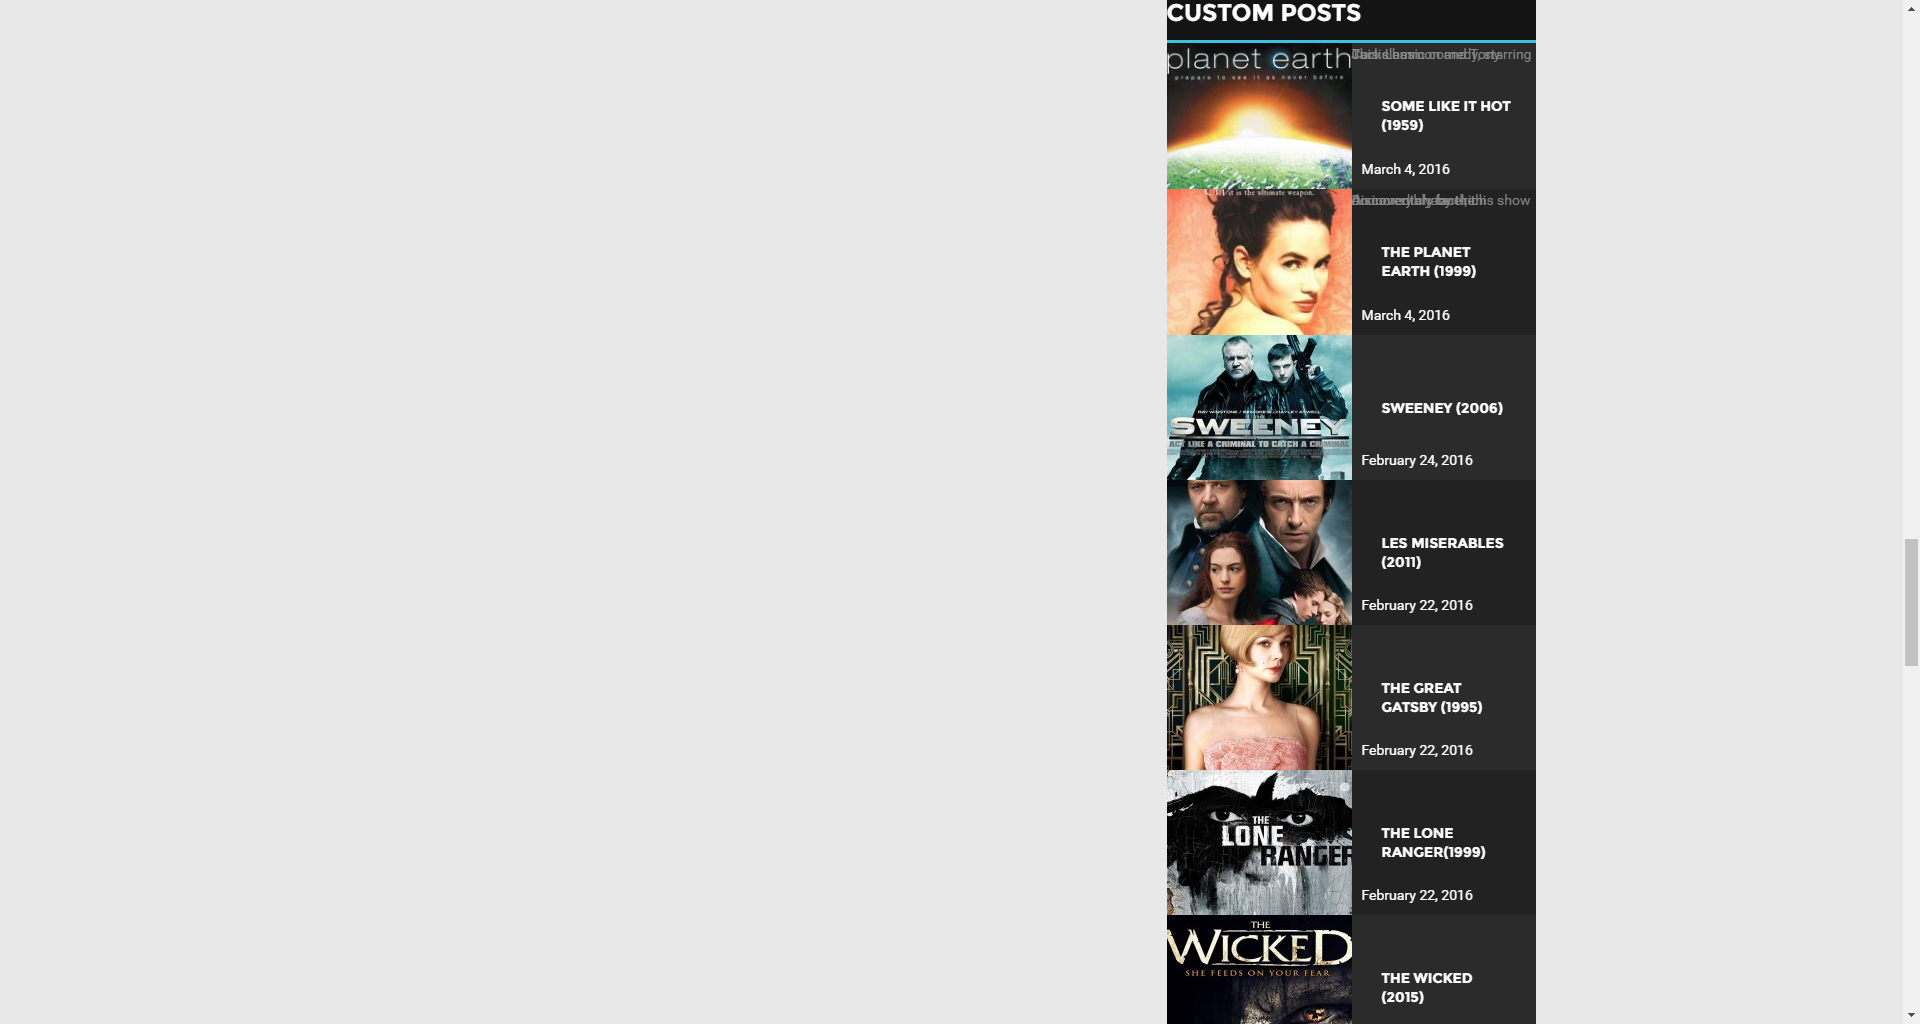 CUSTOM POSTS
planet earth
prepare to see it as never before
SOME LIKE IT HOT
(1959)
March 4, 2016
it is the ultimate weapon.
this show
THE PLANET
EARTH (1999)
March 4, 2016
SWEENEY
ACT LIKE A CRIMINAL TO CATCH A CRIMINAL
SWEENEY (2006)
February 24, 2016
LES MISERABLES
(2011)
February 22, 2016
THE GREAT
GATSBY (1995)
February 22, 2016
THE
LONE
RANGER
THE LONE
RANGER(1999)
February 22, 2016
THE
WICKED
SHE FEEDS ON YOUR FEAR
THE WICKED
(2015)